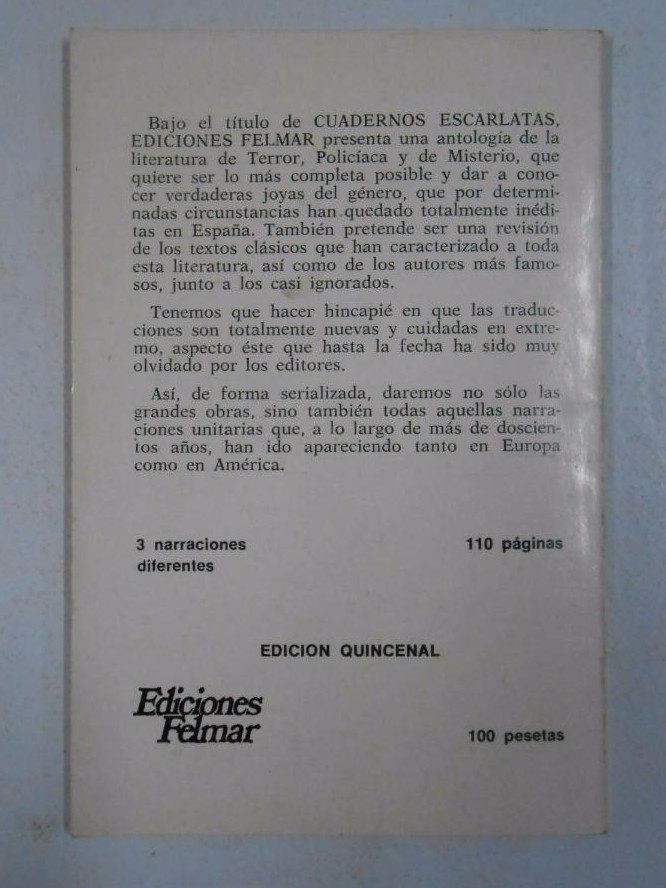 Bajo el título de CUADERNOS ESCARLATAS,
EDICIONES FELMAR presenta una antología de la
literatura de Terror, Policíaca y de Misterio, que
quiere ser lo más completa posible y dar a cono-
cer verdaderas joyas del género, que por determi-
nadas circunstancias han quedado totalmente inédi-
tas en España. También pretende ser una revisión
de los textos clásicos que han caracterizado a toda
esta literatura, así como de los autores más famo-
sos, junto a los casi ignorados.
Tenemos que hacer hincapié en que las traduc-
ciones son totalmente nuevas y cuidadas en extre-
mo, aspecto éste que hasta la fecha ha sido muy
olvidado por los editores.
Así, de forma serializada, daremos no sólo las
grandes obras, sino también todas aquellas narra-
ciones unitarias que, a lo largo de más de doscien-
tos años, han ido apareciendo tanto en Europa
como en América.
3 narraciones 110 páginas
diferentes
EDICION QUINCENAL
Ediciones
Felmar
100 pesetas